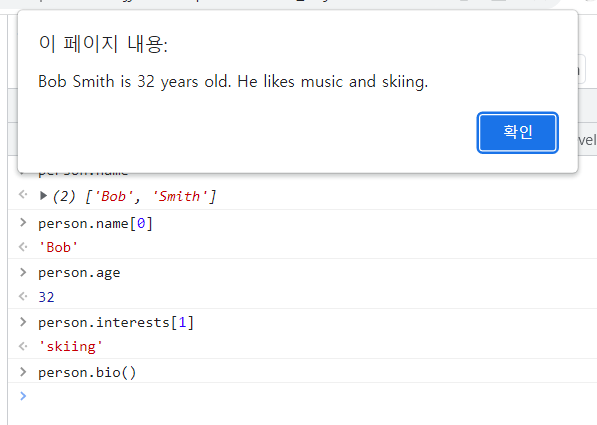 이 페이지 내용:
Bob Smith is 32 years old. He likes music and skiing.
확인
vel
person.name
(2) ['Bob', 'Smith']
person.name[0]
'Bob'
person.age
32
person.interests[1]
'skiing'
person.bio()